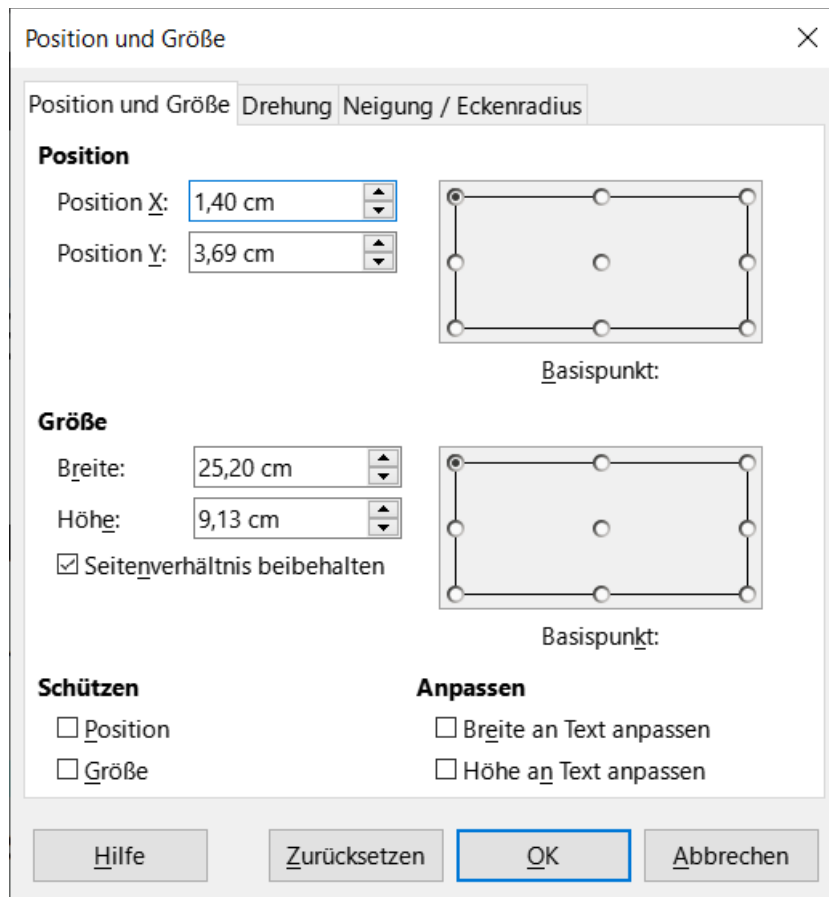 Position und Größe
Position und Größe Drehung Neigung / Eckenradius
Position
Position X: 1,40 cm
Position Y: 3,69 cm
Basispunkt:
Größe
Breite: 25,20 cm
Höhe: 9,13 cm
Seitenverhältnis beibehalten
Basispunkt:
Schützen
Position
Größe
Anpassen
Breite an Text anpassen
Höhe an Text anpassen
Hilfe Zurücksetzen OK Abbrechen